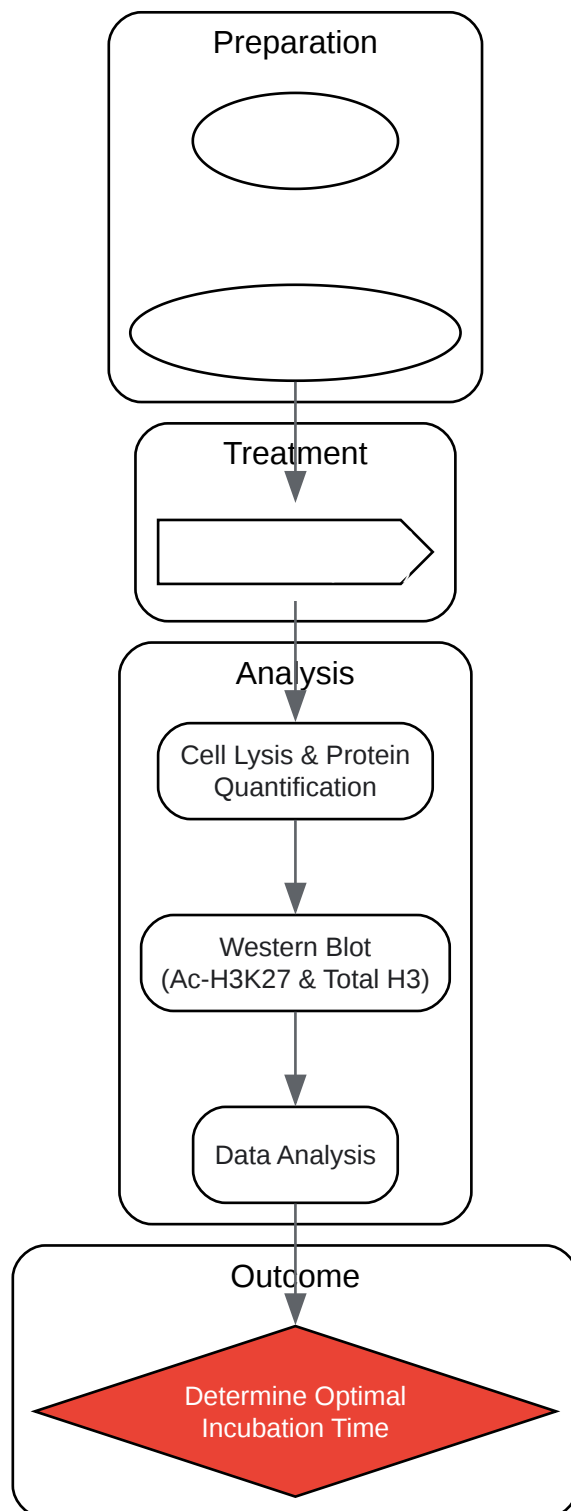 Preparation
Treatment
Analysis
Cell Lysis & Protein
Quantification
Western Blot
(Ac-H3K27 & Total H3)
Data Analysis
Outcome
Determine Optimal
Incubation Time